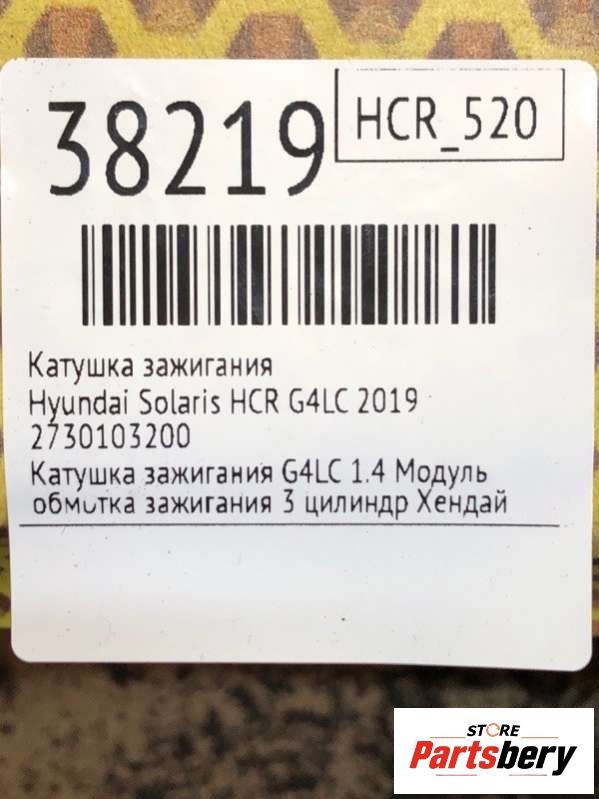 38219
HCR_520
Катушка зажигания
Hyundai Solaris HCR G4LC 2019
2730103200
Катушка зажигания G4LC 1.4 Модуль
обмотка зажигания 3 цилиндр Хендай
STORE
Partsbery